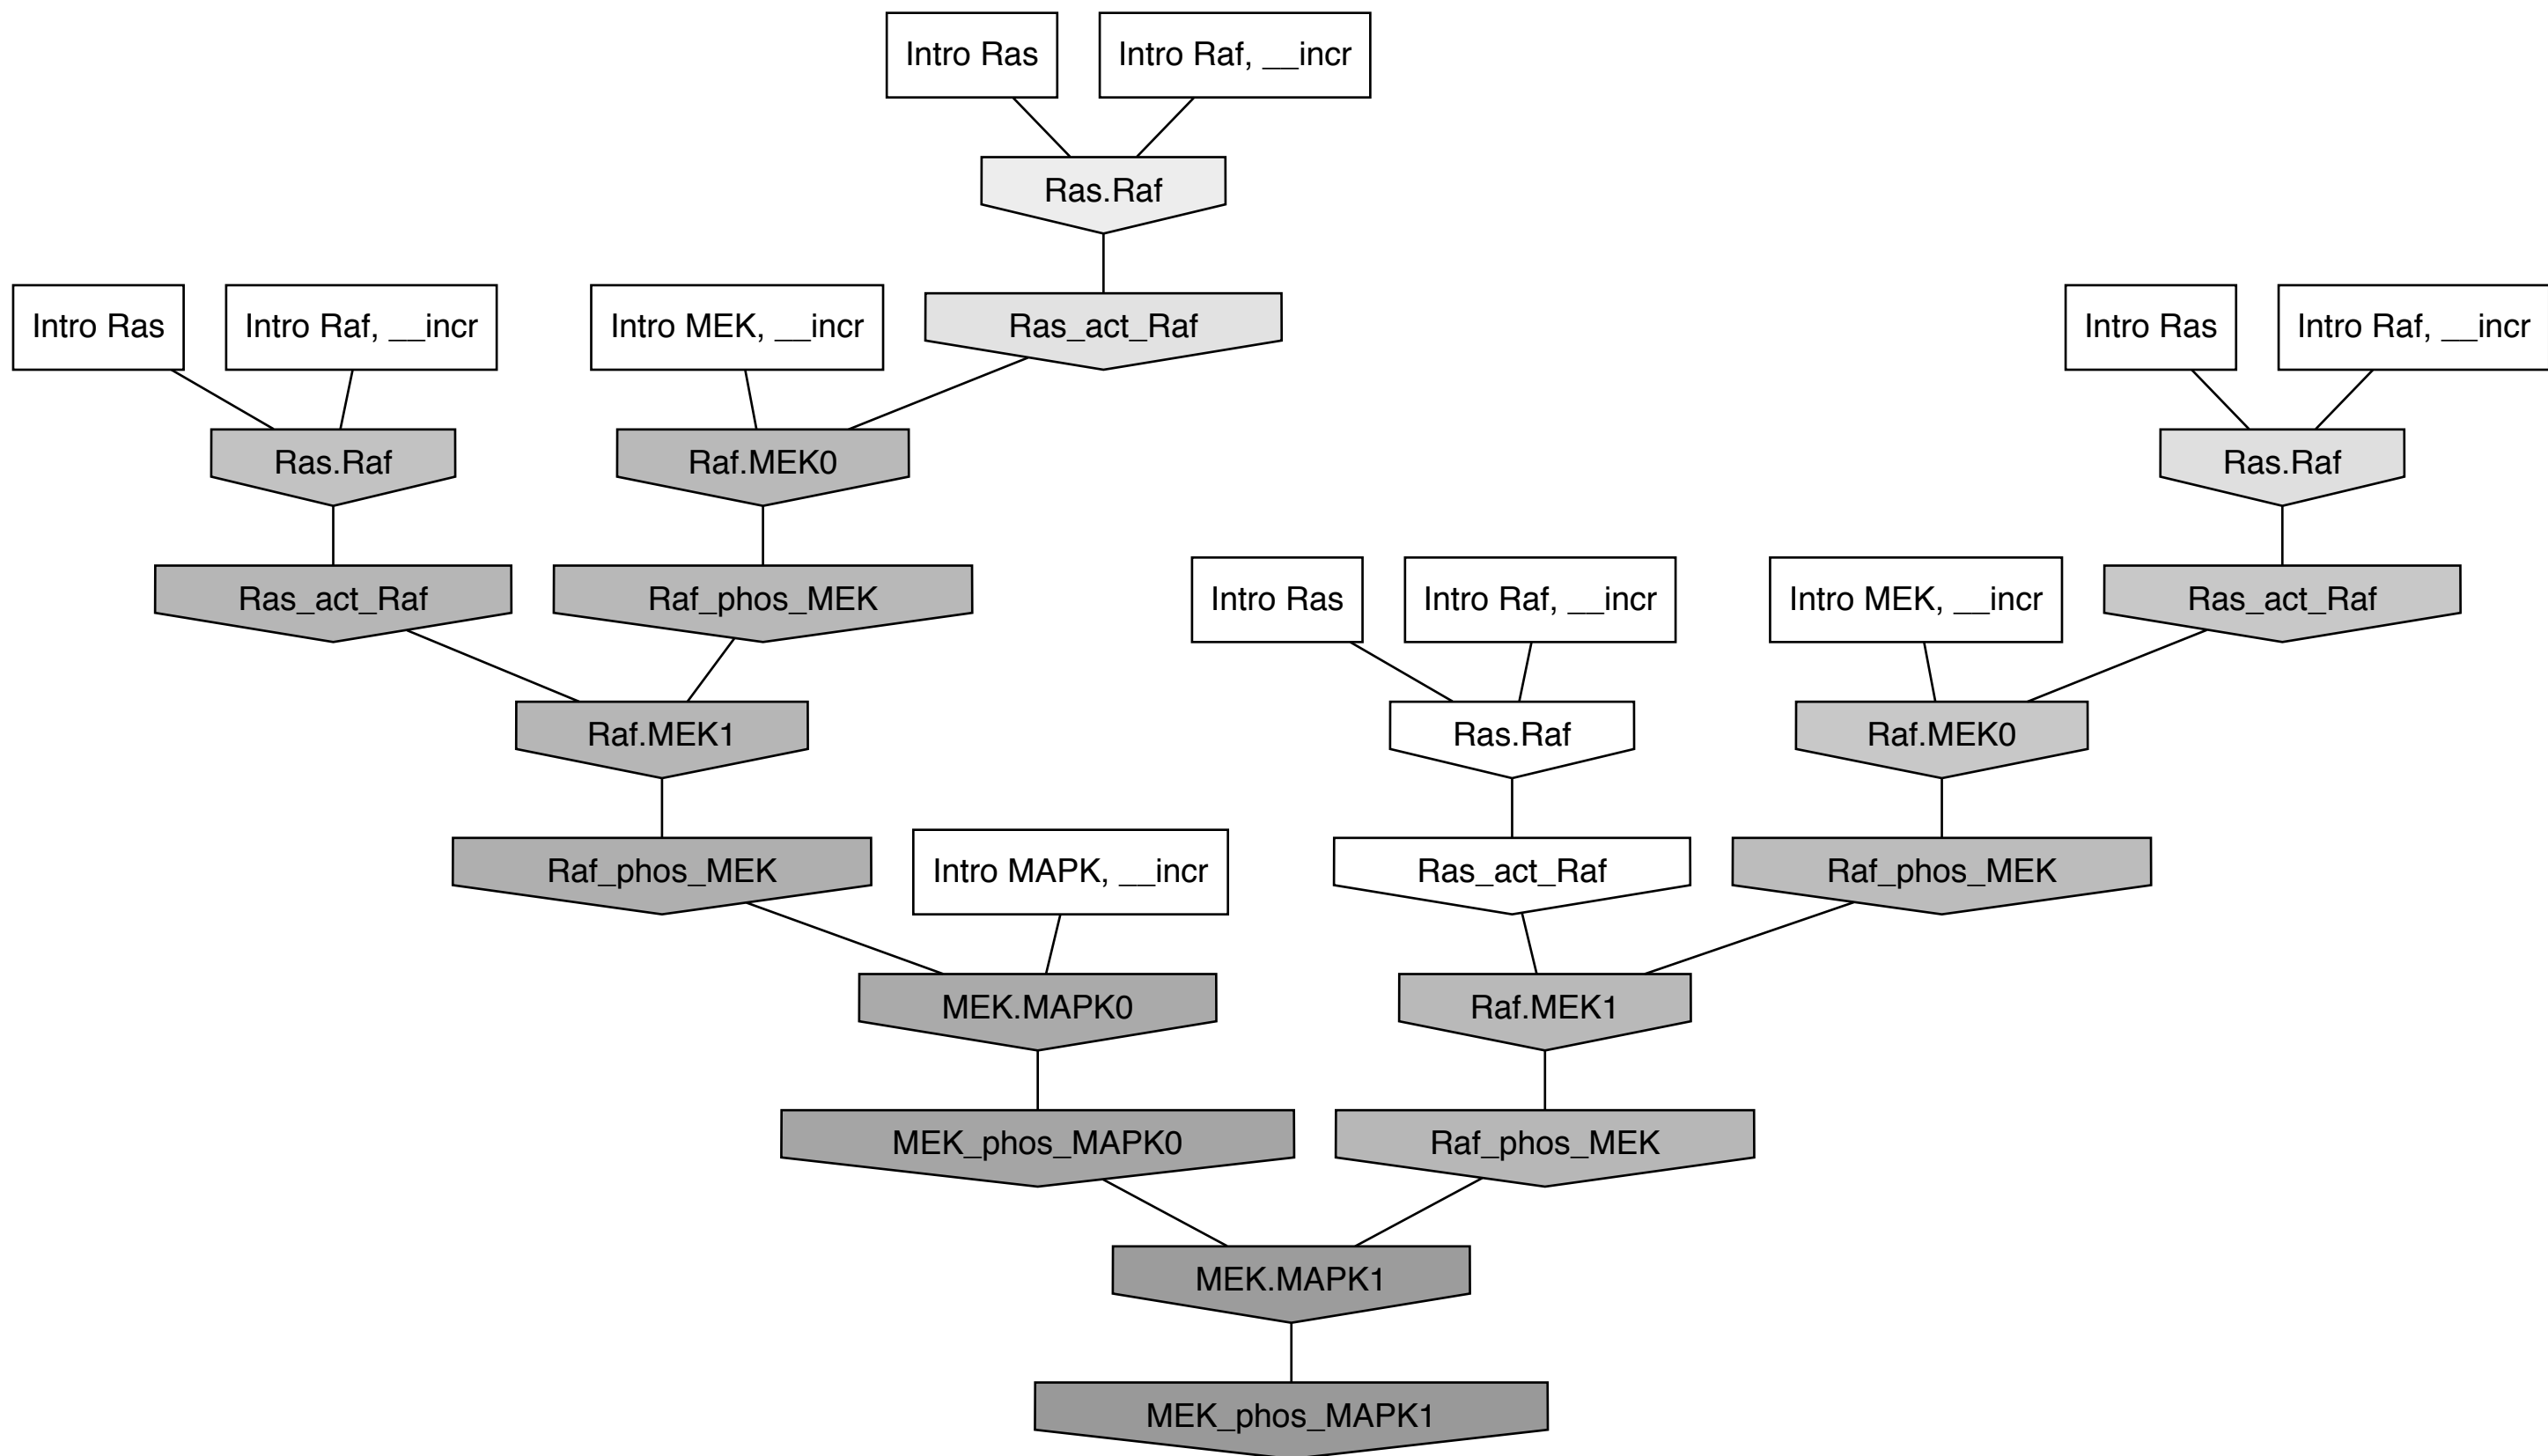 Intro Ras
Intro Raf, __incr
Ras.Raf
Intro Ras
Intro Raf, __incr
Intro MEK, __incr
Ras_act_Raf
Intro Ras
Intro Raf, __incr
Ras.Raf
Raf.MEK0
Ras.Raf
Ras_act_Raf
Raf_phos_MEK
Intro Ras
Intro Raf, __incr
Intro MEK, __incr
Ras_act_Raf
Raf.MEK1
Ras.Raf
Raf.MEK0
Raf_phos_MEK
Intro MAPK, __incr
Ras_act_Raf
Raf_phos_MEK
MEK.MAPK0
Raf.MEK1
MEK_phos_MAPK0
Raf_phos_MEK
MEK.MAPK1
MEK_phos_MAPK1